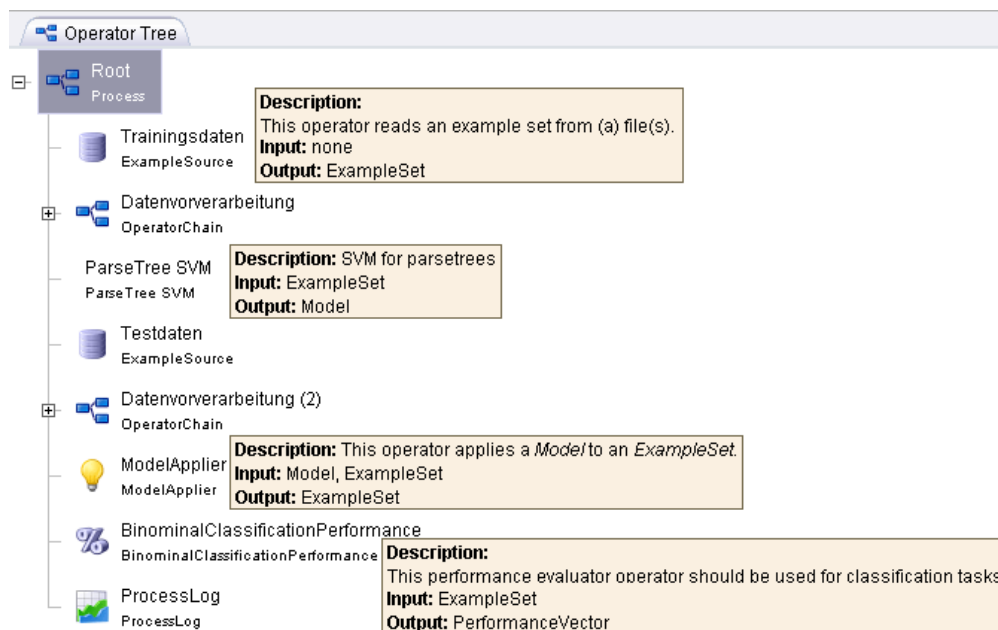 Operator Tree
Root
Process
Description:
This operator reads an example set from (a) file(s).
Input: none
Output: ExampleSet
Trainingsdaten
ExampleSource
Datenvorverarbeitung
OperatorChain
ParseTree SVM
ParseTree SVM
Description: SVM for parsetrees
Input: ExampleSet
Output: Model
Testdaten
ExampleSource
Datenvorverarbeitung (2)
OperatorChain
ModelApplier
ModelApplier
Description: This operator applies a Model to an ExampleSet.
Input: Model, ExampleSet
Output: ExampleSet
BinominalClassificationPerformance
BinominalClassificationPerformance
Description:
This performance evaluator operator should be used for classification tasks
Input: ExampleSet
Output: PerformanceVector
ProcessLog
ProcessLog